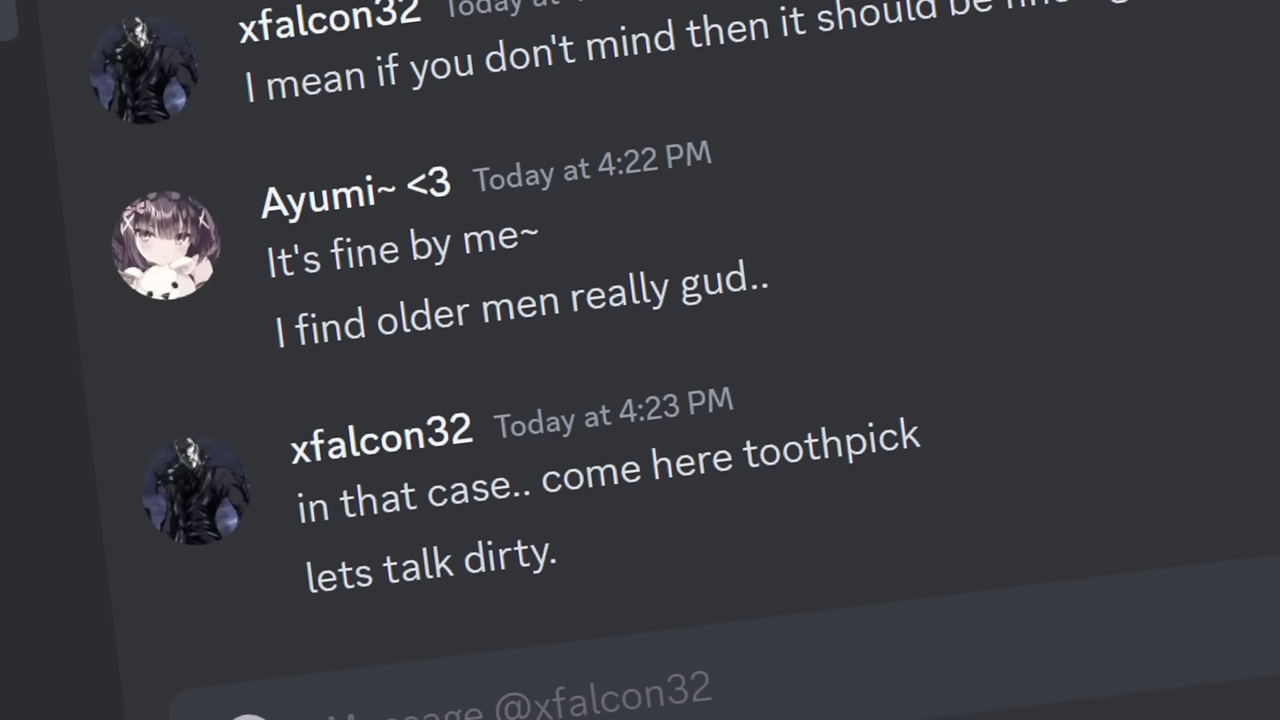 xfalcon32 Today at
I mean if you don't mind then it should be
Ayumi~ <3 Today at 4:22 PM
It's fine by me~
I find older men really gud..
xfalcon32 Today at 4:23 PM
in that case.. come here toothpick
lets talk dirty.
Message @xfalcon32